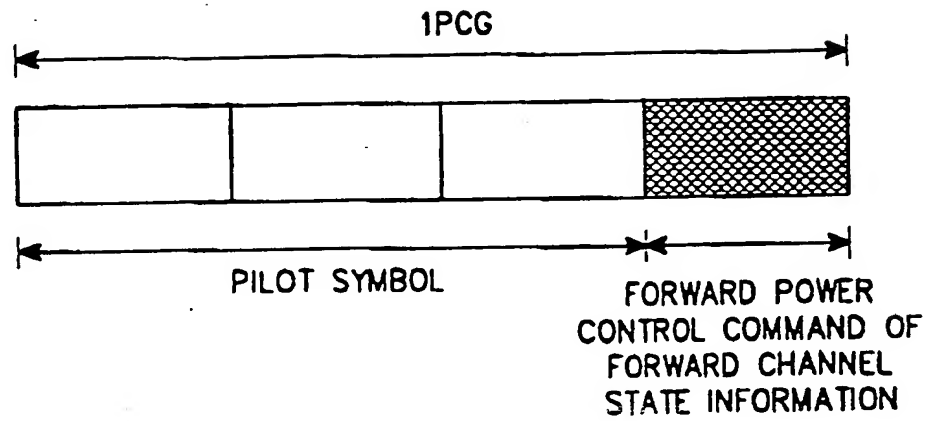 1PCG
PILOT SYMBOL
FORWARD POWER
CONTROL COMMAND OF
FORWARD CHANNEL
STATE INFORMATION